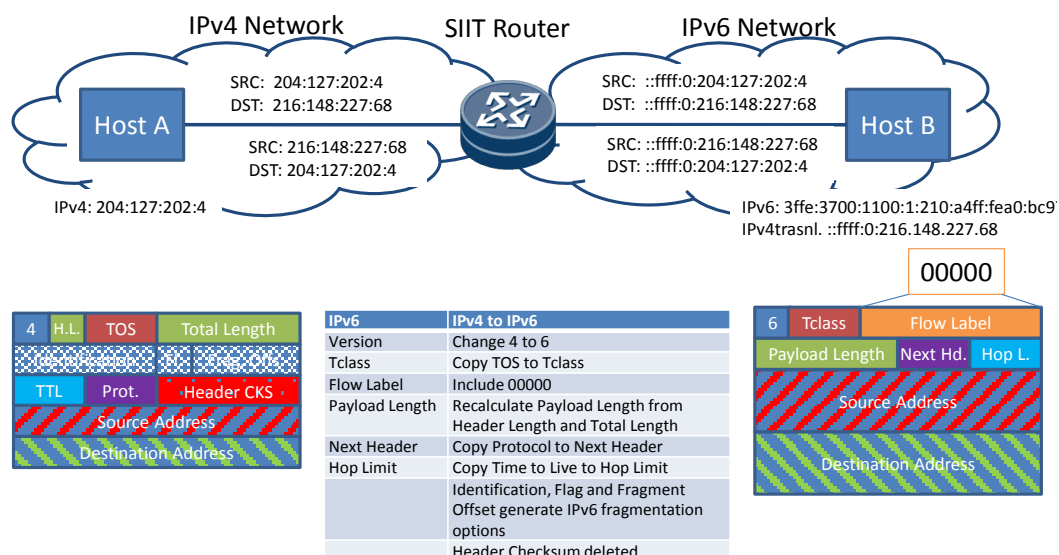 IPv4 Network
SIIT Router
IPv6 Network
SRC: 204:127:202:4
DST: 216:148:227:68
SRC: ::ffff:0:204:127:202:4
DST: ::ffff:0:216:148:227:68
Host A
Host B
SRC: 216:148:227:68
DST: 204:127:202:4
SRC: ::ffff:0:216:148:227:68
DST: ::ffff:0:204:127:202:4
IPv4: 204:127:202:4
IPv6: 3ffe:3700:1100:1:210:a4ff:fea0:bc97
IPv4trasnl. ::ffff:0:216.148.227.68
00000
4 H.L. TOS Total Length
Identification Fl Frag. Offs
TTL Prot. Header CKS
Source Address
Destination Address
IPv6 IPv4 to IPv6
Version Change 4 to 6
Tclass Copy TOS to Tclass
Flow Label Include 00000
Payload Length Recalculate Payload Length from
Header Length and Total Length
Next Header Copy Protocol to Next Header
Hop Limit Copy Time to Live to Hop Limit
Identification, Flag and Fragment
Offset generate IPv6 fragmentation
options
Header Checksum deleted
6 Tclass Flow Label
Payload Length Next Hd. Hop L.
Source Address
Destination Address